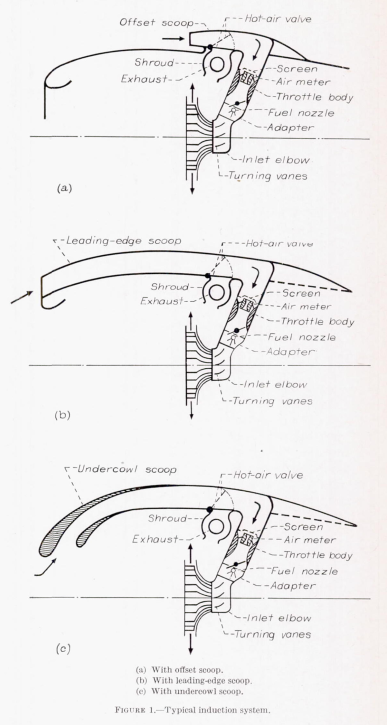 Offset scoop
Hot-air valve
Shroud
Exhaust
Screen
Air meter
Throttle body
Fuel nozzle
Adapter
Inlet elbow
Turning vanes
(a)
Leading-edge scoop
Hot-air valve
Shroud
Exhaust
Screen
Air meter
Throttle body
Fuel nozzle
Adapter
Inlet elbow
Turning vanes
(b)
Undercowl scoop
Hot-air valve
Shroud
Exhaust
Screen
Air meter
Throttle body
Fuel nozzle
Adapter
Inlet elbow
Turning vanes
(c)
(a) With offset scoop.
(b) With leading-edge scoop.
(c) With undercowl scoop.
FIGURE 1.—Typical induction system.